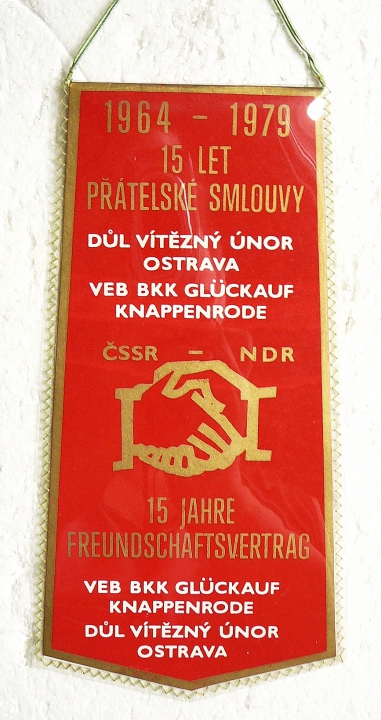 1964 - 1979
15 LET
PŘÁTELSKÉ SMLOUVY
DŮL VÍTĚZNÝ ÚNOR
OSTRAVA
VEB BKK GLÜCKAUF
KNAPPENRODE
ČSSR - NDR
15 JAHRE
FREUNDSCHAFTSVERTRAG
VEB BKK GLÜCKAUF
KNAPPENRODE
DŮL VÍTĚZNÝ ÚNOR
OSTRAVA